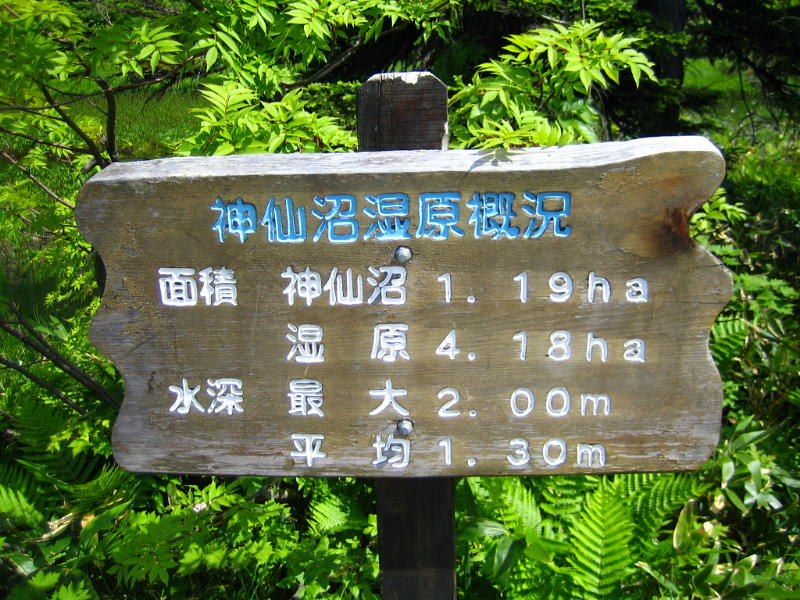 神仙沼湿原概況
面積 神仙沼 1.19ha
湿原 4.18ha
水深 最大 2.00m
平均 1.30m